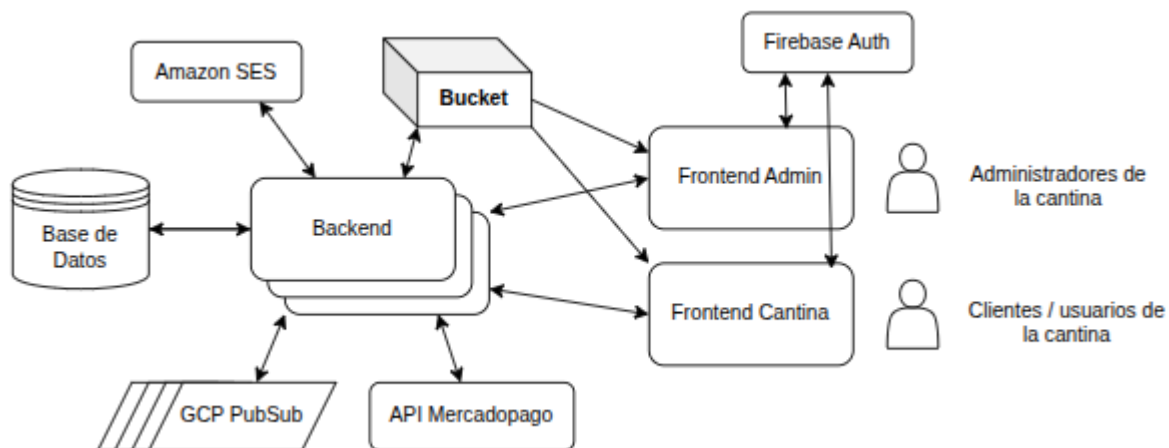 Firebase Auth
Amazon SES
Bucket
Frontend Admin
Administradores de
la cantina
Backend
Base de
Datos
Frontend Cantina
Clientes / usuarios de
la cantina
GCP PubSub
API Mercadopago